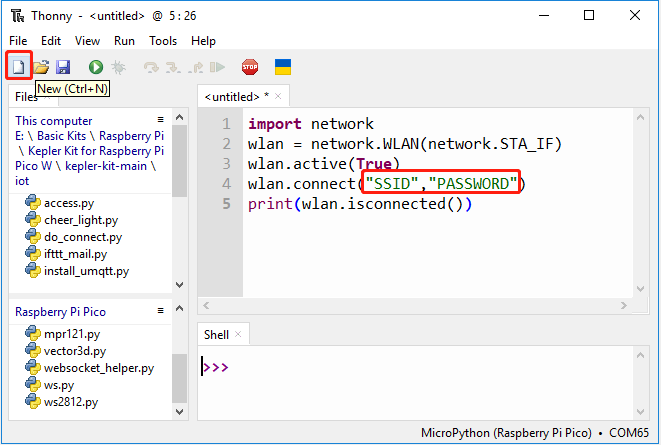 Thonny - <untitled> @ 5:26
File Edit View Run Tools Help
STOP
New (Ctrl+N)
Files
This computer
E: \ Basic Kits \ Raspberry Pi
\ Kepler Kit for Raspberry Pi
Pico W \ kepler-kit-main \
iot
access.py
cheer_light.py
do_connect.py
ifttt_mail.py
install_umqtt.py
Raspberry Pi Pico
mpr121.py
vector3d.py
websocket_helper.py
ws.py
ws2812.py
<untitled> *
1 import network
2 wlan = network.WLAN(network.STA_IF)
3 wlan.active(True)
4 wlan.connect("SSID","PASSWORD")
5 print(wlan.isconnected())
Shell
>>>
MicroPython (Raspberry Pi Pico) • COM65